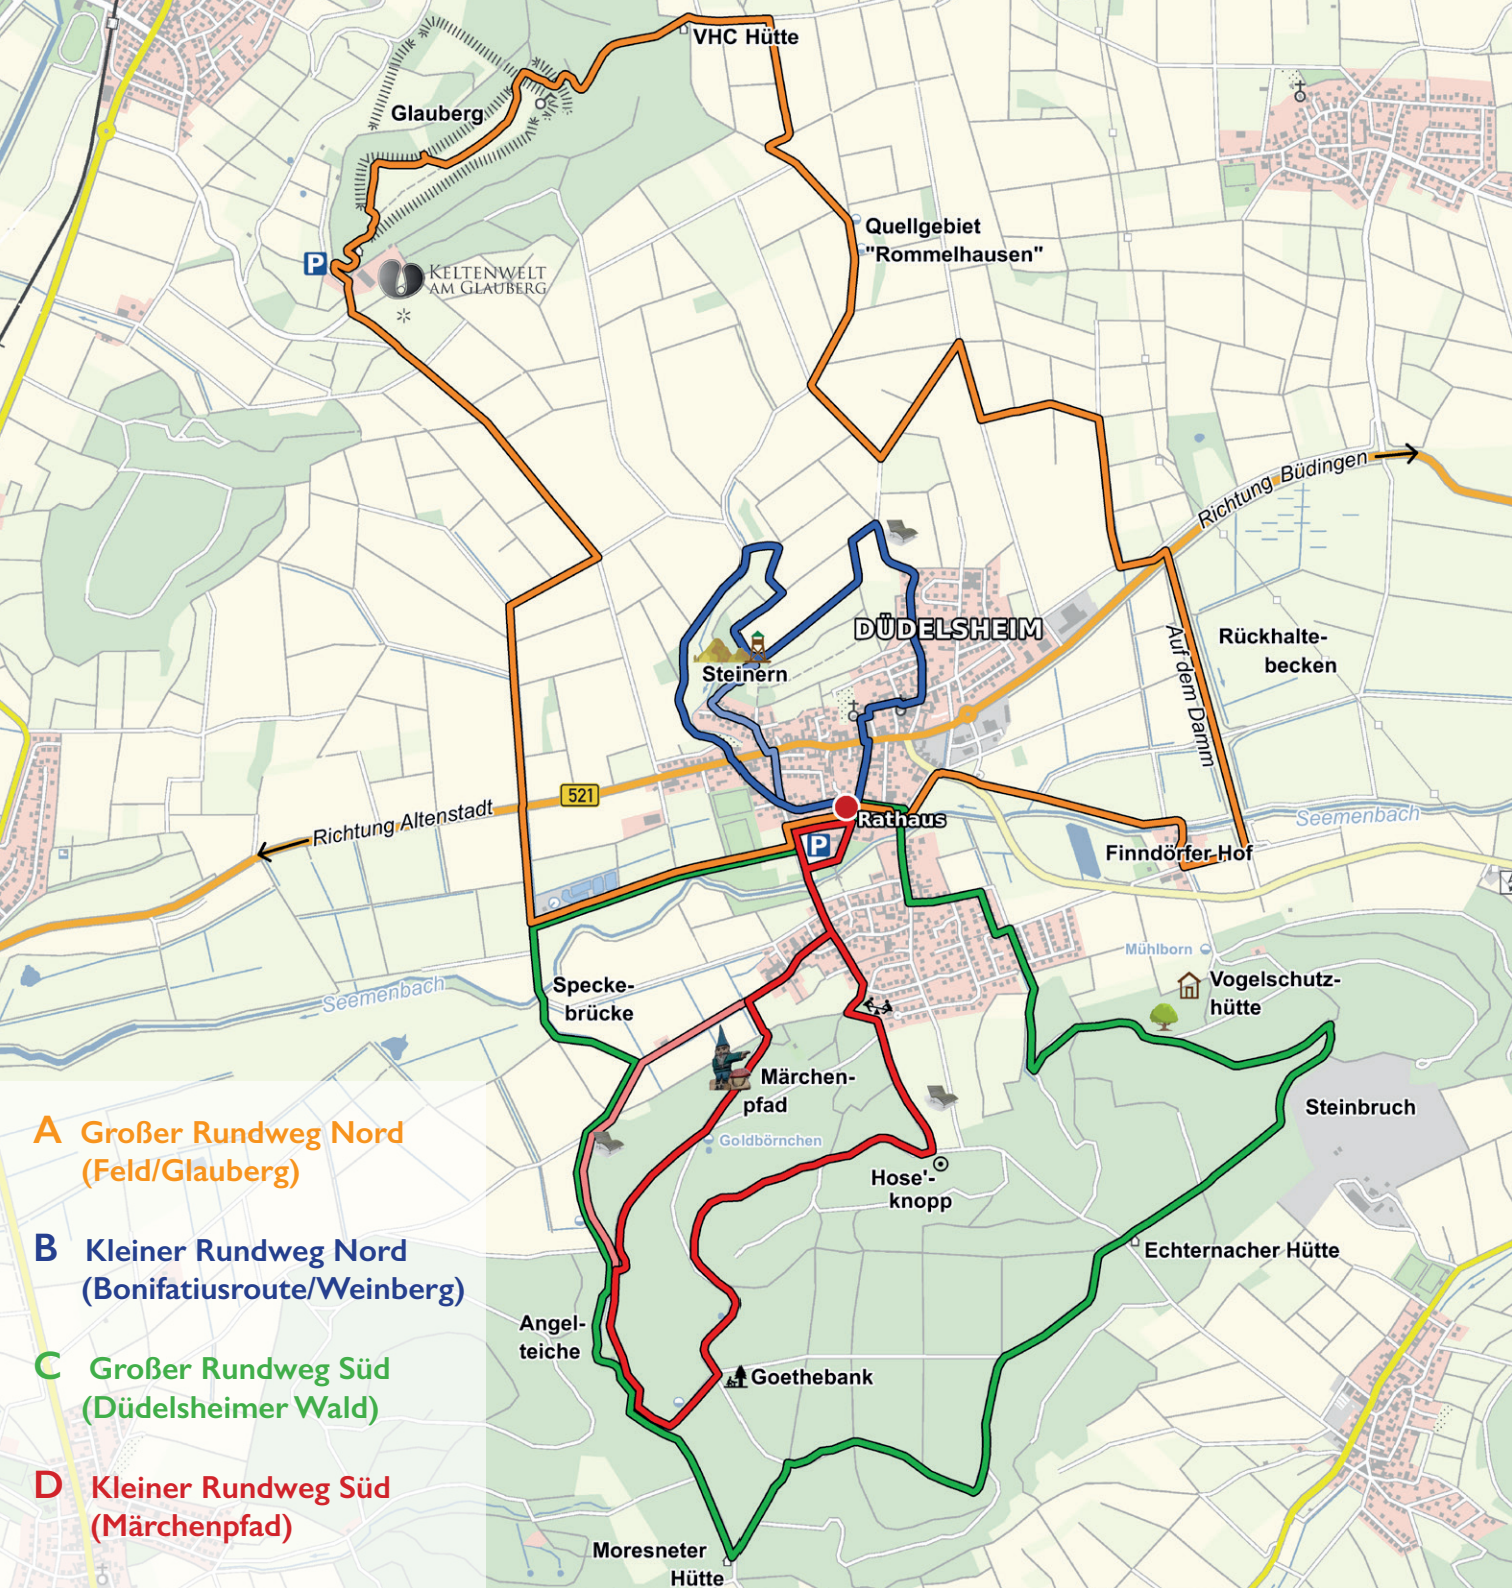 VHC Hütte
Glauberg
Quellgebiet
"Rommelhausen"
P
KELTENWELT
AM GLAUBERG
Richtung Büdingen
DÜDELSHEIM
Rückhalte-
becken
Auf dem Damm
Steinern
521
Richtung Altenstadt
Rathaus
Seemenbach
P
Finndörfer Hof
Mühlborn
Vogelschutz-
hütte
Specke-
brücke
Seemenbach
Märchen-
pfad
Steinbruch
Goldbörnchen
Hose'-
knopp
Echternacher Hütte
Angel-
teiche
Goethebank
Moresneter
Hütte
A Großer Rundweg Nord
(Feld/Glauberg)
B Kleiner Rundweg Nord
(Bonifatiusroute/Weinberg)
C Großer Rundweg Süd
(Düdelsheimer Wald)
D Kleiner Rundweg Süd
(Märchenpfad)